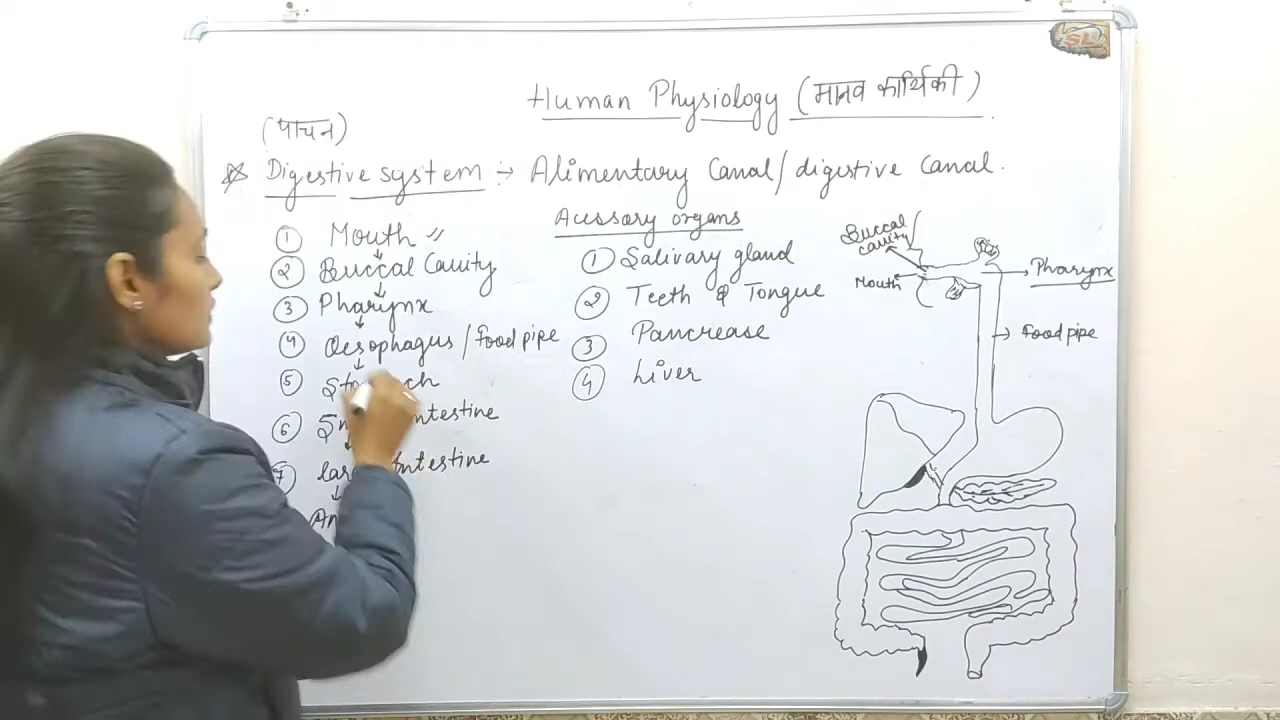 SL
Human Physiology (मानव कार्यिकी)
(पाचन)
Digestive system :- Alimentary Canal/digestive Canal.
① Mouth
② Buccal Cavity
③ Pharynx
④ Oesophagus / food pipe
⑤
⑥ Intestine
⑦ Intestine
Acussory organs
① Salivary gland
② Teeth & Tongue
③ Pancrease
④ Liver
Buccal
cavity
Mouth
Pharynx
Food pipe